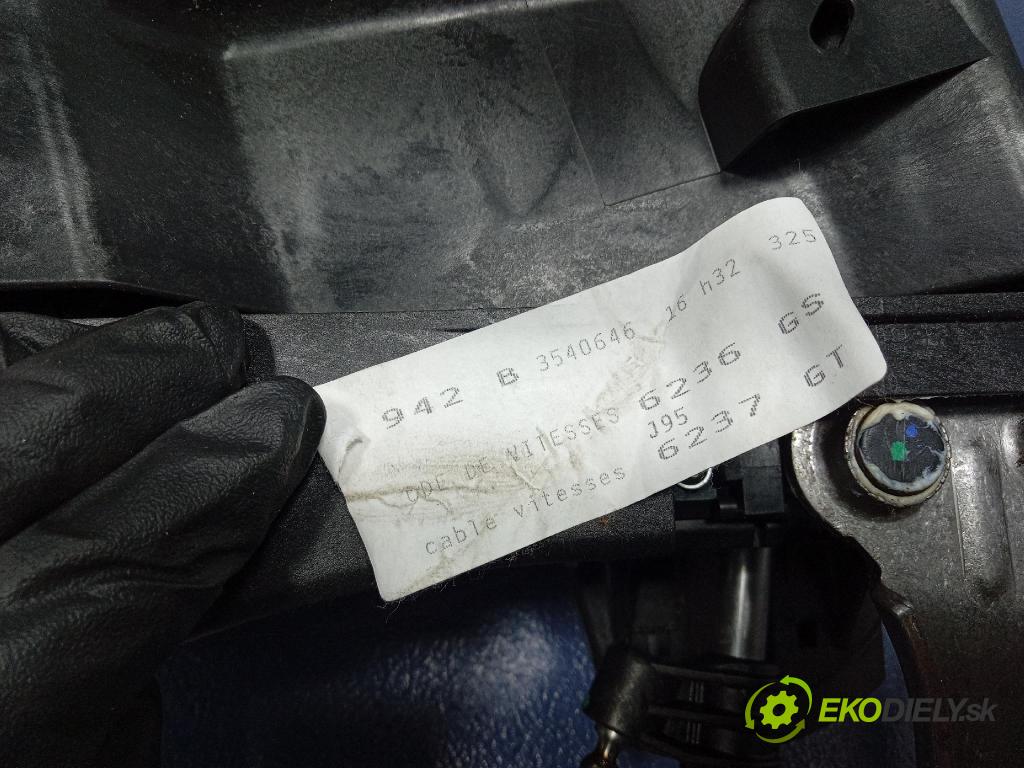 942 B 3540646 16 h32 325
CDE DE VITESSES 6236 GS
J95
cable vitesses 6237 GT
EKODIELY.sk